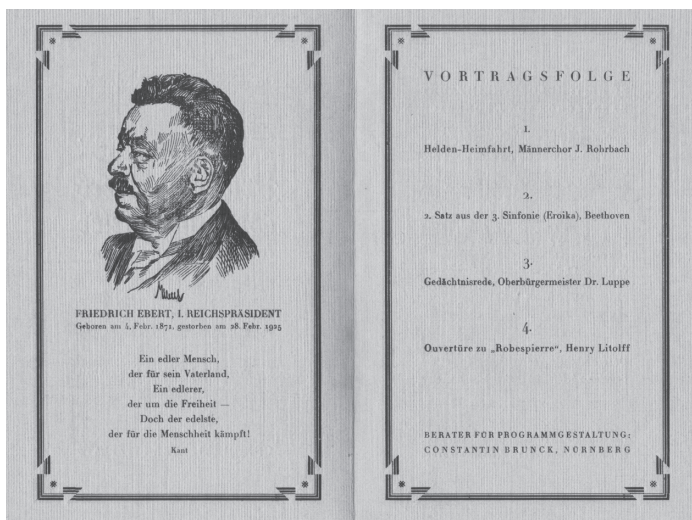 FRIEDRICH EBERT, I. REICHSPRÄSIDENT
Geboren am 4. Febr. 1871, gestorben am 28. Febr. 1925
Ein edler Mensch,
der für sein Vaterland,
Ein edlerer,
der um die Freiheit —
Doch der edelste,
der für die Menschheit kämpft!
Kant
VORTRAGSFOLGE
1.
Helden-Heimfahrt, Männerchor J. Rohrbach
2.
2. Satz aus der 3. Sinfonie (Eroika), Beethoven
3.
Gedächtnisrede, Oberbürgermeister Dr. Luppe
4.
Ouvertüre zu „Robespierre“, Henry Litolff
BERATER FÜR PROGRAMMGESTALTUNG:
CONSTANTIN BRUNCK, NÜRNBERG